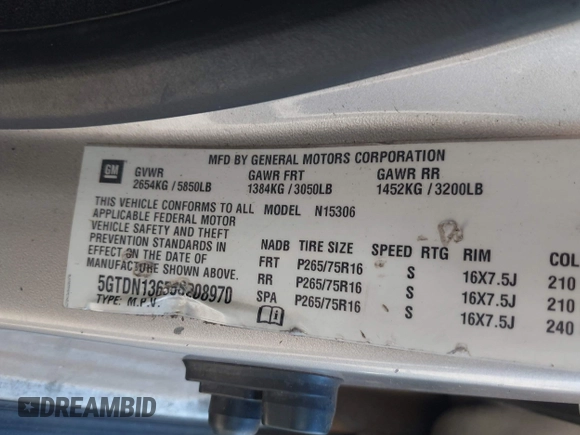 MFD BY GENERAL MOTORS CORPORATION
GM
GVWR GAWR FRT GAWR RR
2654KG / 5850LB 1384KG / 3050LB 1452KG / 3200LB
THIS VEHICLE CONFORMS TO ALL MODEL N15306
APPLICABLE FEDERAL MOTOR
VEHICLE SAFETY AND THEFT
PREVENTION STANDARDS IN
EFFECT ON THE DATE OF
MANUFACTURE SHOWN ABOVE.
TYPE: M.P.V.
NADB TIRE SIZE SPEED RTG RIM COL
FRT P265/75R16 S 16X7.5J 210
RR P265/75R16 S 16X7.5J 210
SPA P265/75R16 S 16X7.5J 240
DREAMBID